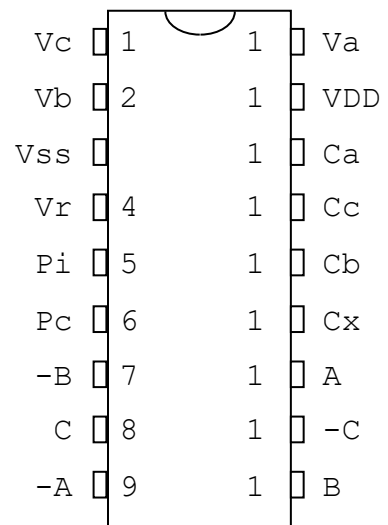 Vc 1 1 Va
Vb 2 1 VDD
Vss 1 Ca
Vr 4 1 Cc
Pi 5 1 Cb
Pc 6 1 Cx
-B 7 1 A
C 8 1 -C
-A 9 1 B